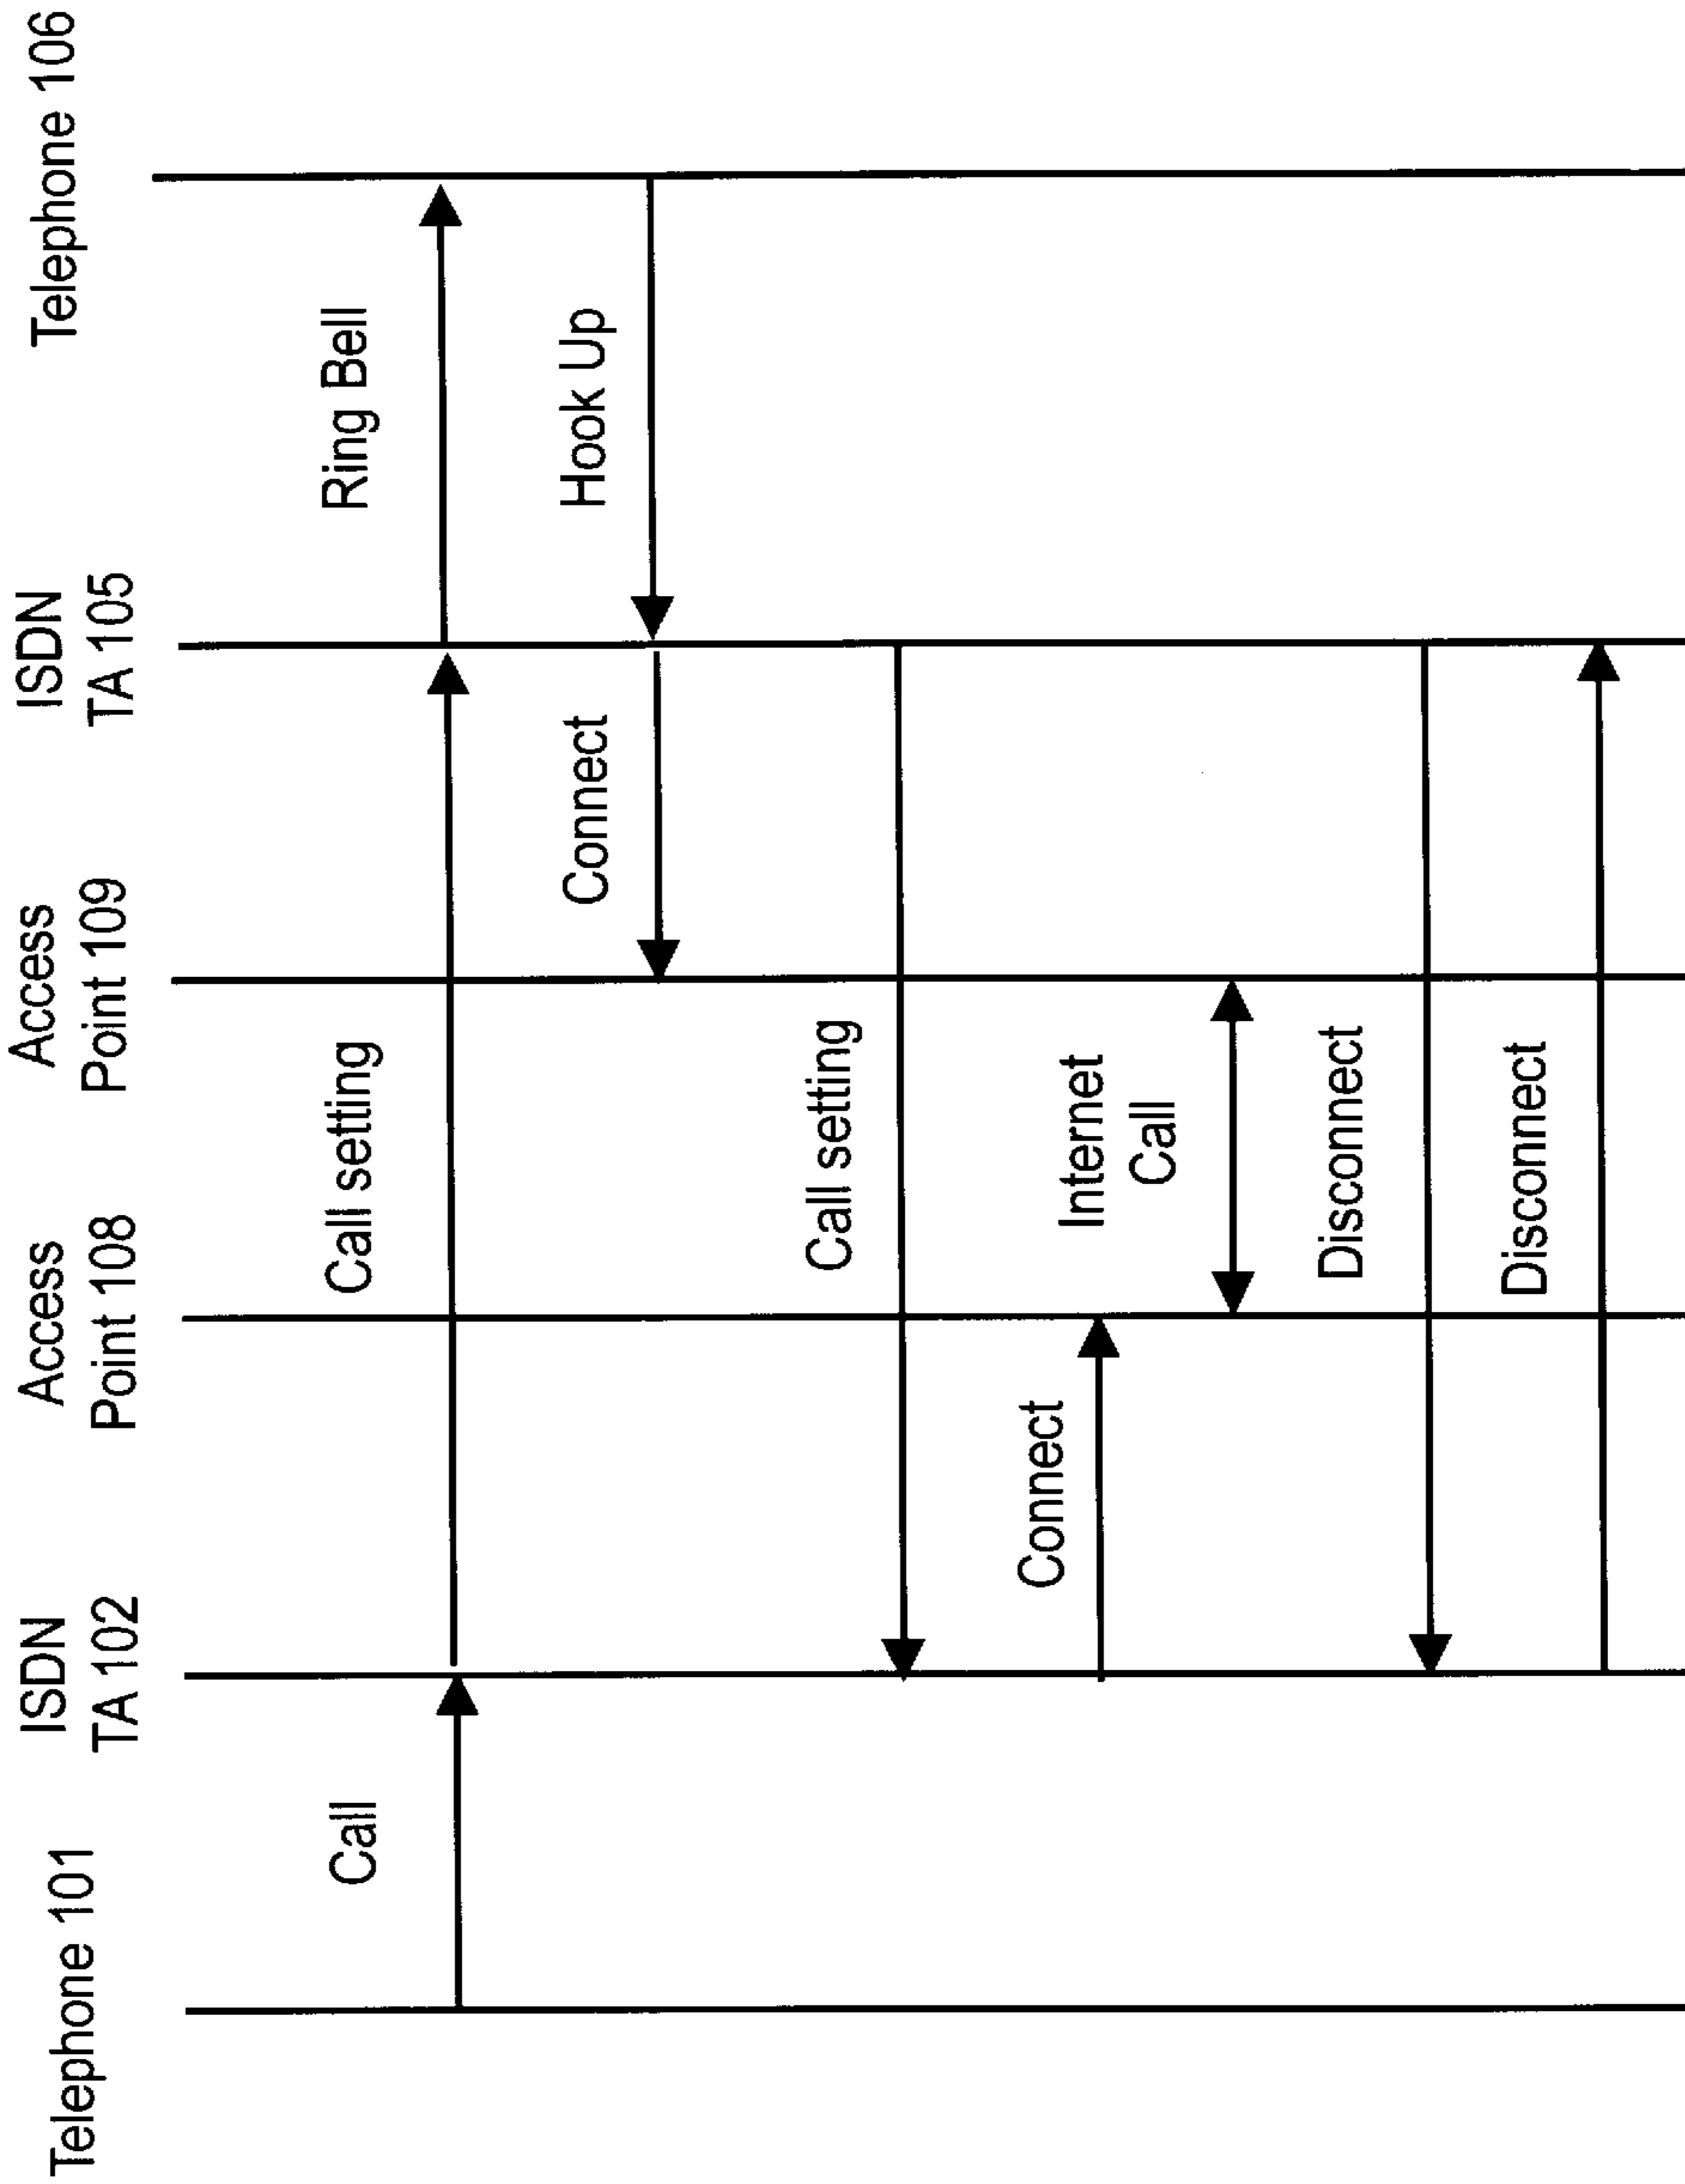 Telephone 101
ISDN
TA 102
Access
Point 108
Access
Point 109
ISDN
TA 105
Telephone 106
Call
Call setting
Ring Bell
Connect
Hook Up
Call setting
Connect
Internet
Call
Disconnect
Disconnect